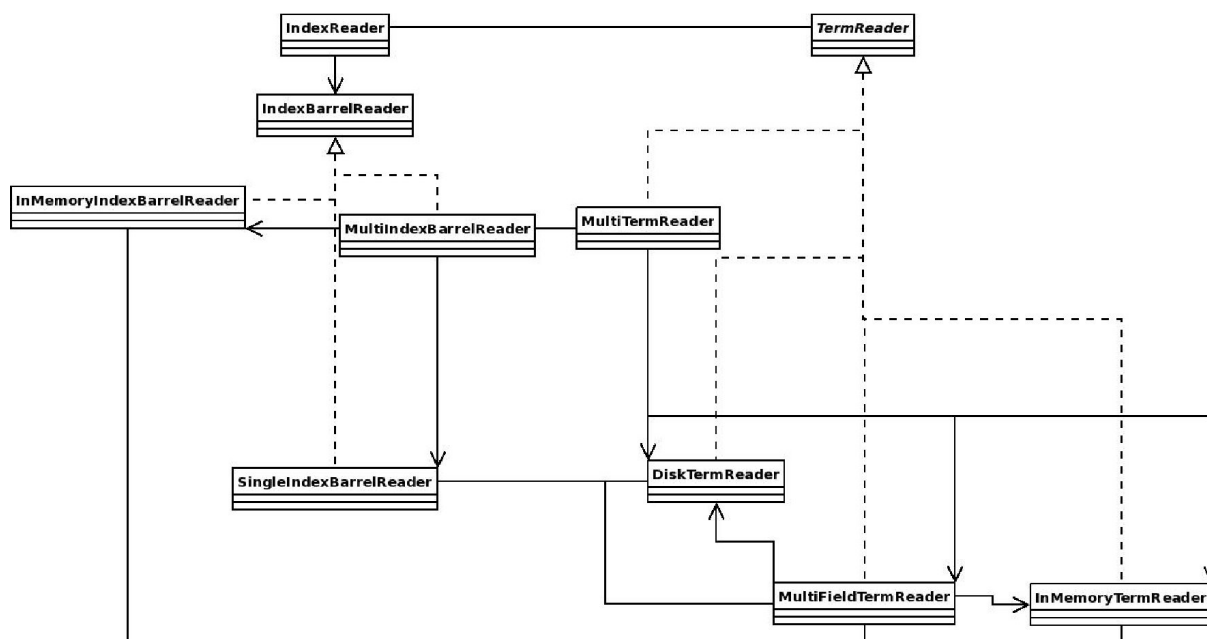 IndexReader
TermReader
IndexBarrelReader
InMemoryIndexBarrelReader
MultiIndexBarrelReader
MultiTermReader
SingleIndexBarrelReader
DiskTermReader
MultiFieldTermReader
InMemoryTermReader